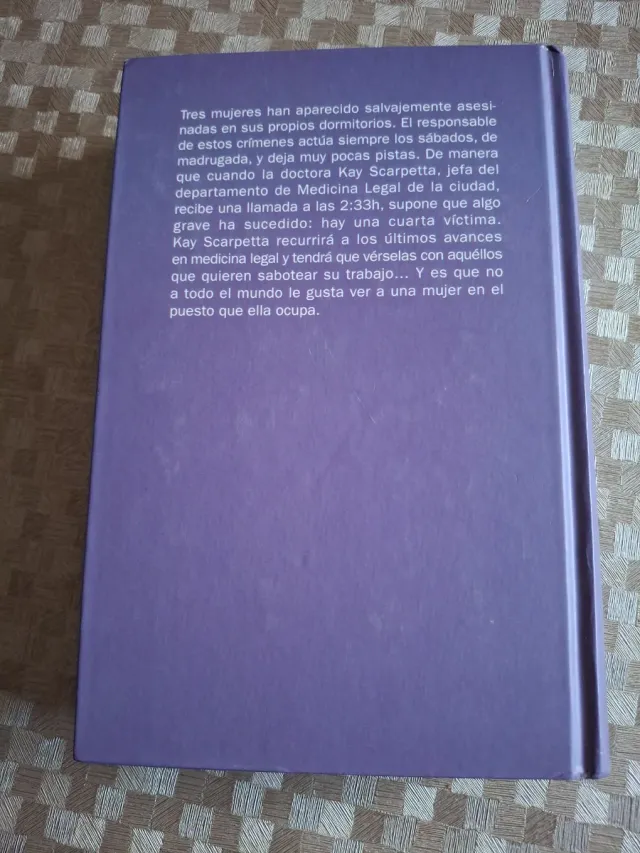 Tres mujeres han aparecido salvajemente asesi-
nadas en sus propios dormitorios. El responsable
de estos crímenes actúa siempre los sábados, de
madrugada, y deja muy pocas pistas. De manera
que cuando la doctora Kay Scarpetta, jefa del
departamento de Medicina Legal de la ciudad,
recibe una llamada a las 2:33h, supone que algo
grave ha sucedido: hay una cuarta víctima.
Kay Scarpetta recurrirá a los últimos avances
en medicina legal y tendrá que vérselas con aquéllos
que quieren sabotear su trabajo... Y es que no
a todo el mundo le gusta ver a una mujer en el
puesto que ella ocupa.